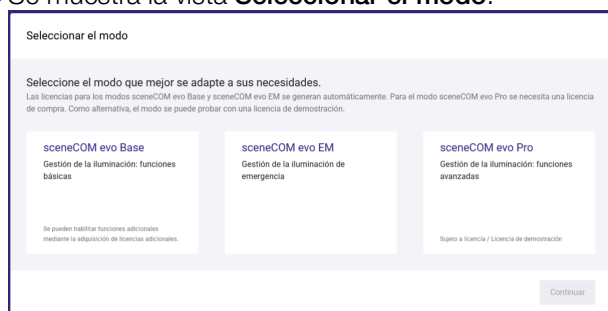 Se muestra la vista Seleccionar el modo.
Seleccionar el modo
Seleccione el modo que mejor se adapte a sus necesidades.
Las licencias para los modos sceneCOM evo Base y sceneCOM evo EM se generan automáticamente. Para el modo sceneCOM evo Pro se necesita una licencia
de compra. Como alternativa, el modo se puede probar con una licencia de demostración.
sceneCOM evo Base
Gestión de la iluminación: funciones
básicas
Se pueden habilitar funciones adicionales
mediante la adquisición de licencias adicionales.
sceneCOM evo EM
Gestión de la iluminación de
emergencia
sceneCOM evo Pro
Gestión de la iluminación: funciones
avanzadas
Sujeto a licencia / Licencia de demostración
Continuar